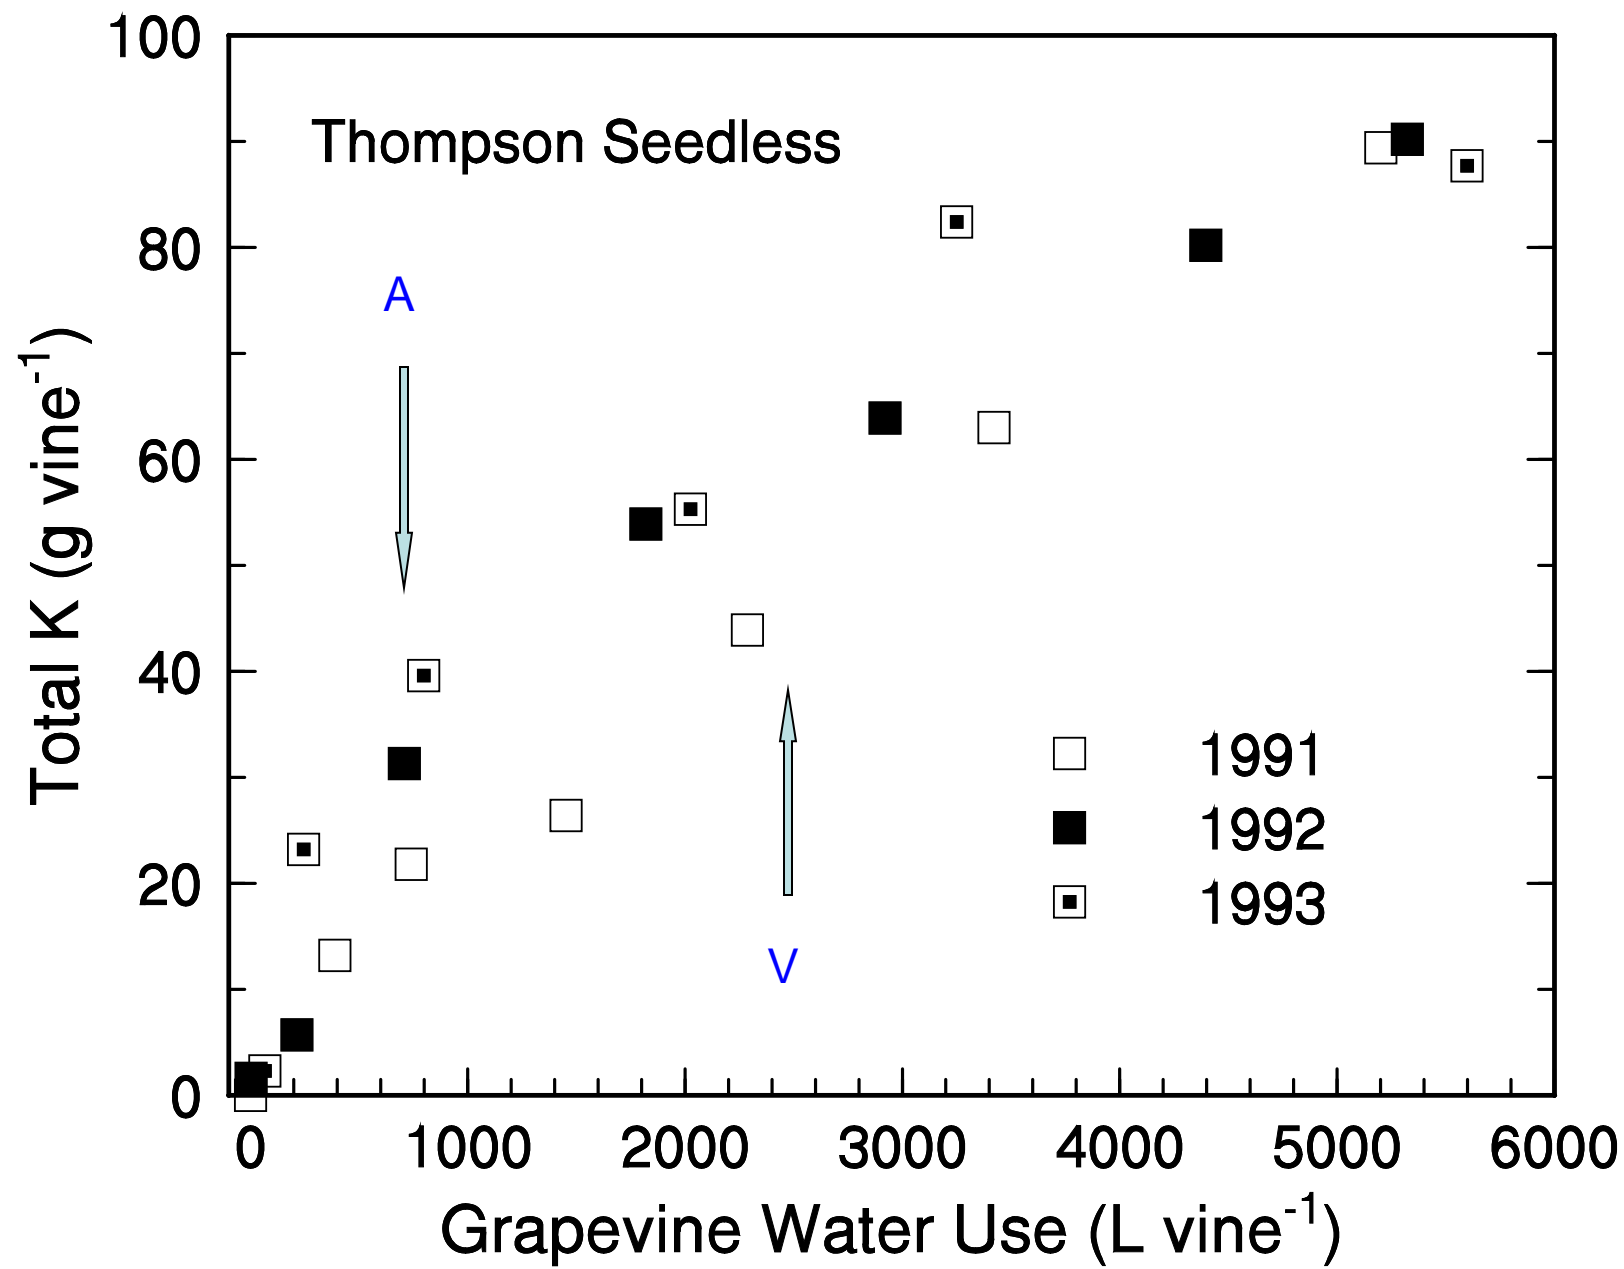 100
80
60
40
20
0
Total K (g vine⁻¹)
Thompson Seedless
A
V
1991
1992
1993
0 1000 2000 3000 4000 5000 6000
Grapevine Water Use (L vine⁻¹)